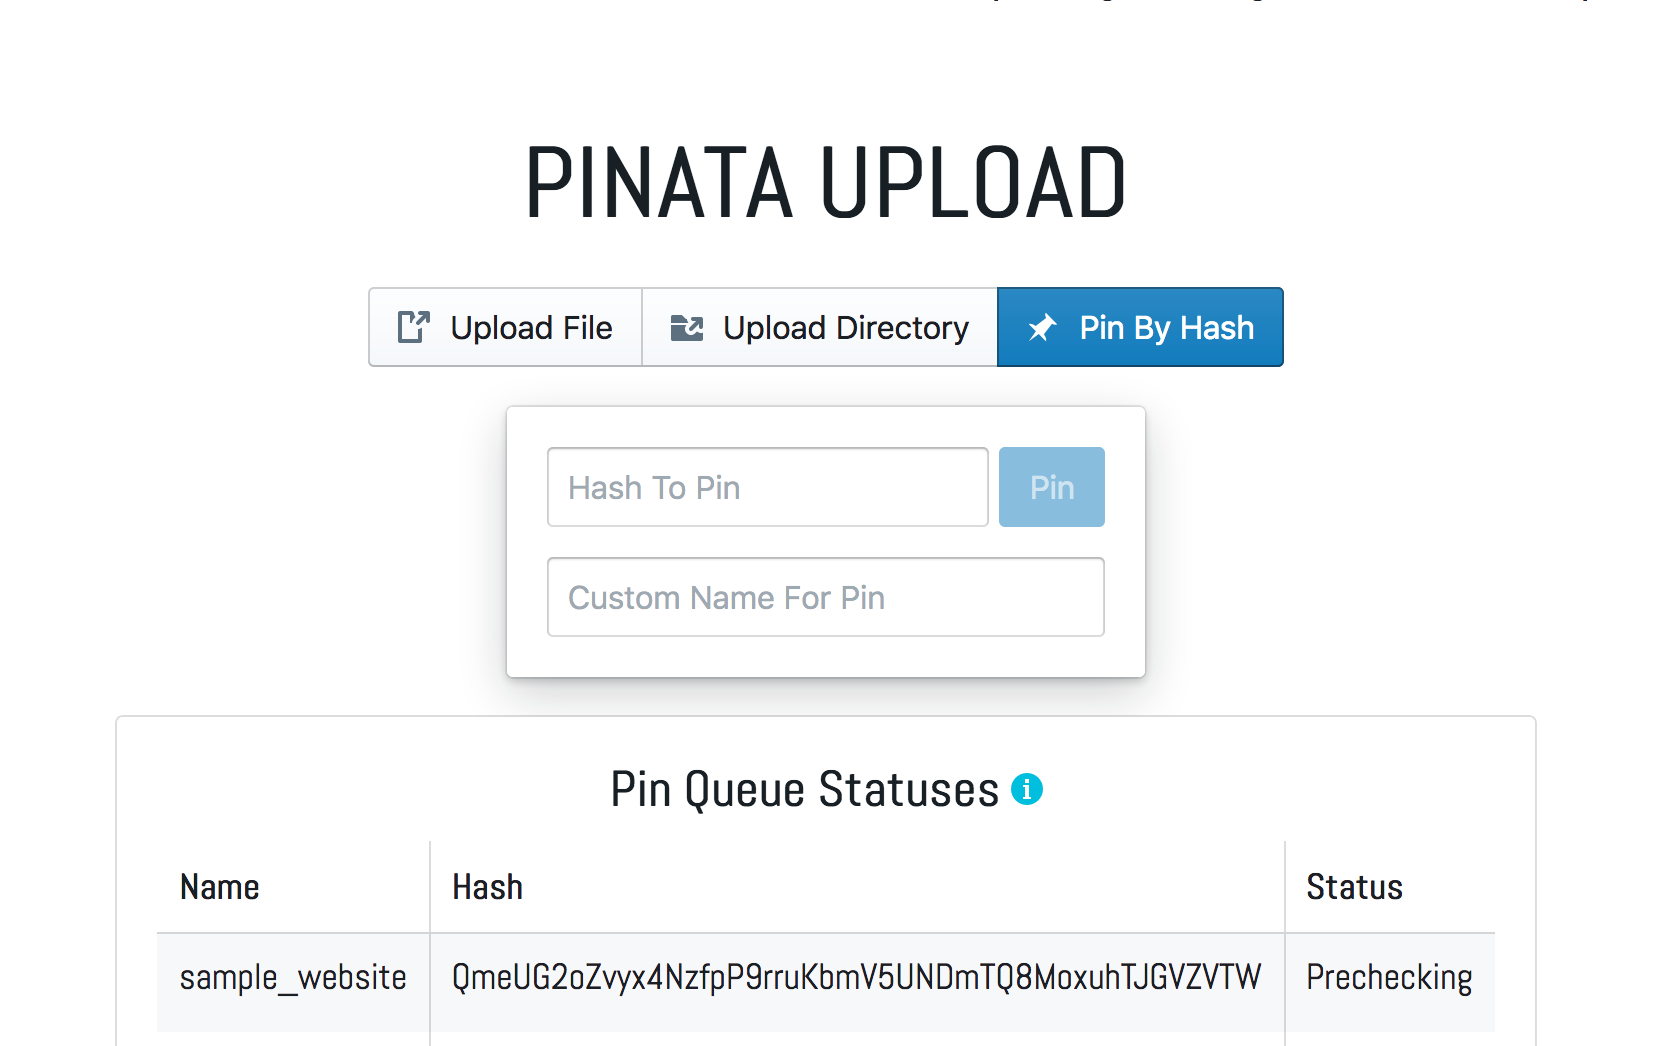 PINATA UPLOAD
Upload File Upload Directory Pin By Hash
Hash To Pin Pin
Custom Name For Pin
Pin Queue Statuses
Name Hash Status
sample_website QmeUG2oZvyx4NzfpP9rruKbmV5UNDmTQ8MoxuhTJGVZVTW Prechecking